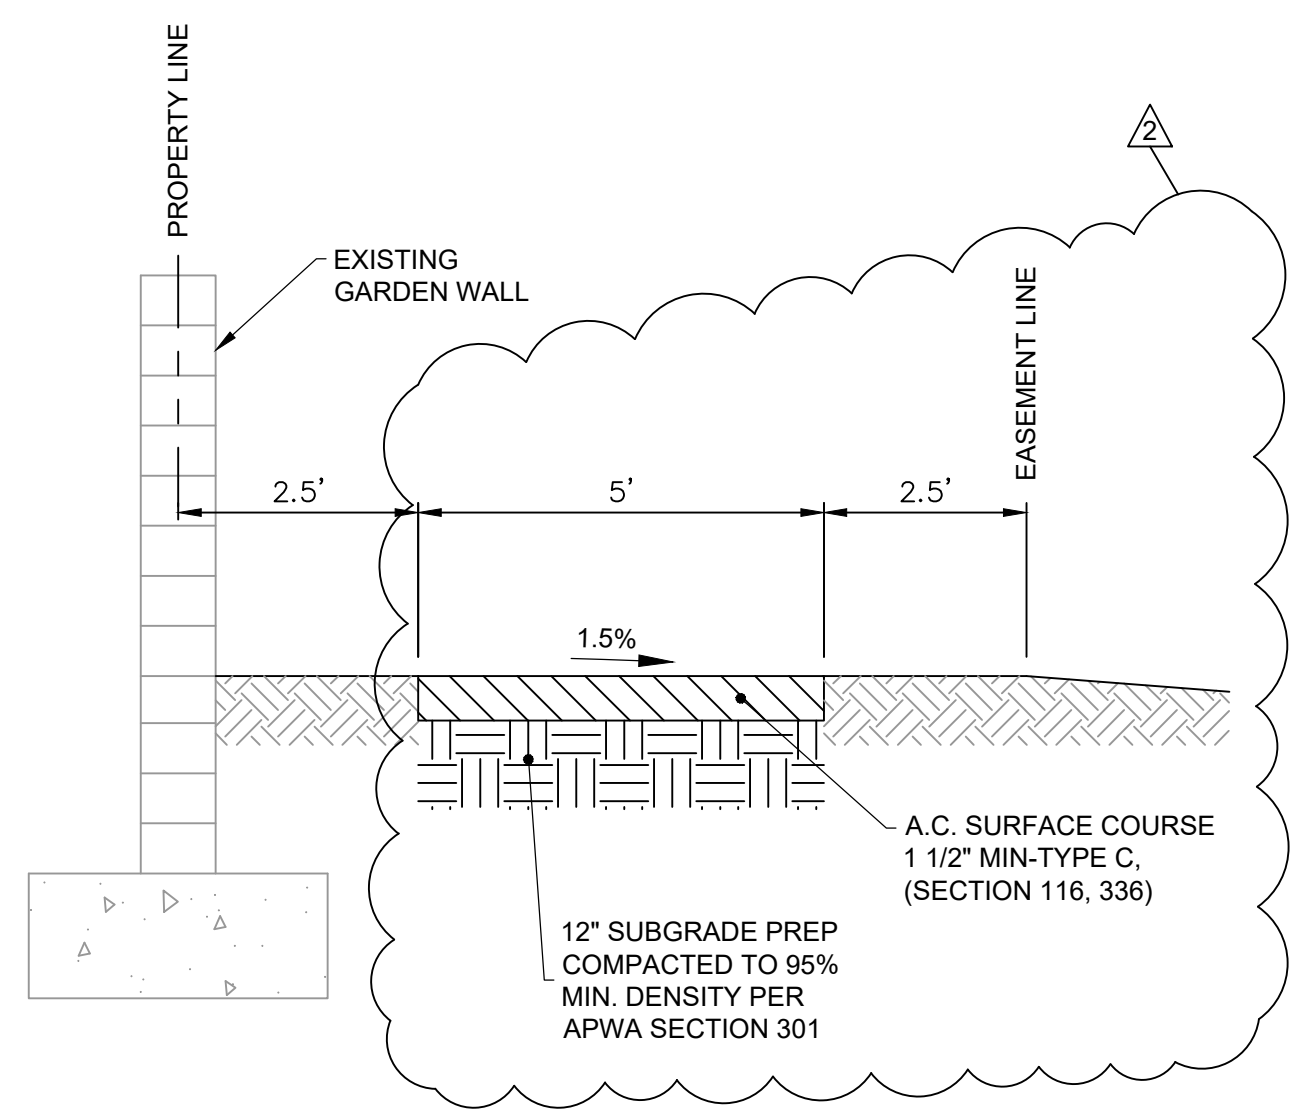 PROPERTY LINE
2
EXISTING
GARDEN WALL
EASEMENT LINE
2.5'
5'
2.5'
1.5%
A.C. SURFACE COURSE
1 1/2" MIN-TYPE C,
(SECTION 116, 336)
12" SUBGRADE PREP
COMPACTED TO 95%
MIN. DENSITY PER
APWA SECTION 301